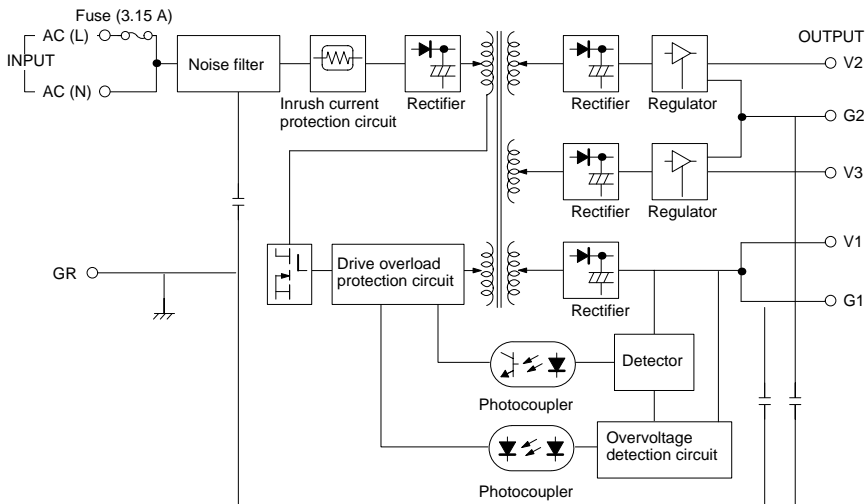 Fuse (3.15 A)
AC (L)
INPUT
AC (N)
Noise filter
Inrush current
protection circuit
Rectifier
Rectifier
Regulator
OUTPUT
V2
G2
V3
Rectifier
Regulator
GR
Drive overload
protection circuit
Rectifier
V1
G1
Photocoupler
Detector
Photocoupler
Overvoltage
detection circuit